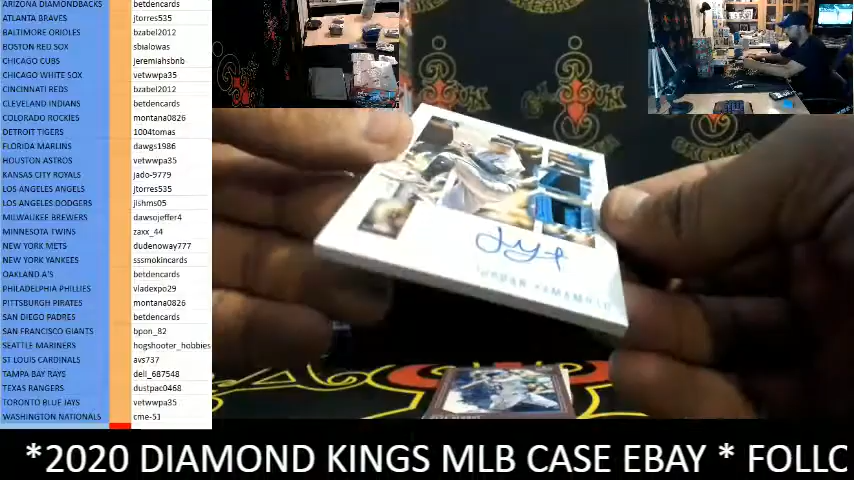 ARIZONA DIAMONDBACKS betdencards
ATLANTA BRAVES jtorres535
BALTIMORE ORIOLES bzabel2012
BOSTON RED SOX sbialowas
CHICAGO CUBS jeremiahsbnb
CHICAGO WHITE SOX vetwwpa35
CINCINNATI REDS bzabel2012
CLEVELAND INDIANS betdencards
COLORADO ROCKIES montana0826
DETROIT TIGERS 1004tomas
FLORIDA MARLINS dawgs1986
HOUSTON ASTROS vetwwpa35
KANSAS CITY ROYALS jado-9779
LOS ANGELES ANGELS jtorres535
LOS ANGELES DODGERS jishms05
MILWAUKEE BREWERS dawsojeffer4
MINNESOTA TWINS zaxx_44
NEW YORK METS dudenoway777
NEW YORK YANKEES sssmokincards
OAKLAND A'S betdencards
PHILADELPHIA PHILLIES vladexpo29
PITTSBURGH PIRATES montana0826
SAN DIEGO PADRES betdencards
SAN FRANCISCO GIANTS bpon_82
SEATTLE MARINERS hogshooter_hobbies
ST LOUIS CARDINALS avs737
TAMPA BAY RAYS dell_687548
TEXAS RANGERS dustpac0468
TORONTO BLUE JAYS vetwwpa35
WASHINGTON NATIONALS cme-51
JORDAN YAMAMOTO
*2020 DIAMOND KINGS MLB CASE EBAY * FOLLC